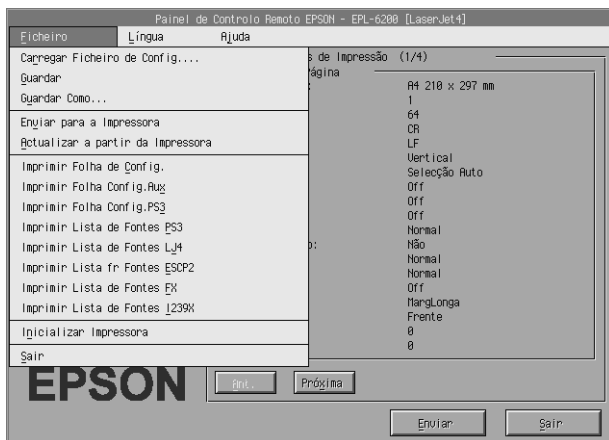 Painel de Controlo Remoto EPSON - EPL-6200 [LaserJet4]
Ficheiro Língua Ajuda
Carregar Ficheiro de Config....
Guardar
Guardar Como...
Enviar para a Impressora
Actualizar a partir da Impressora
Imprimir Folha de Config.
Imprimir Folha Config.Aux
Imprimir Folha Config.PS3
Imprimir Lista de Fontes PS3
Imprimir Lista de Fontes LJ4
Imprimir Lista fr Fontes ESCP2
Imprimir Lista de Fontes FX
Imprimir Lista de Fontes I239X
Inicializar Impressora
Sair
s de Impressão (1/4)
Página
: A4 210 x 297 mm
1
64
CR
LF
Vertical
Selecção Auto
Off
Off
Off
Normal
o: Não
Normal
Normal
Off
MargLonga
Frente
0
0
EPSON
Ant. Próxima
Enviar Sair